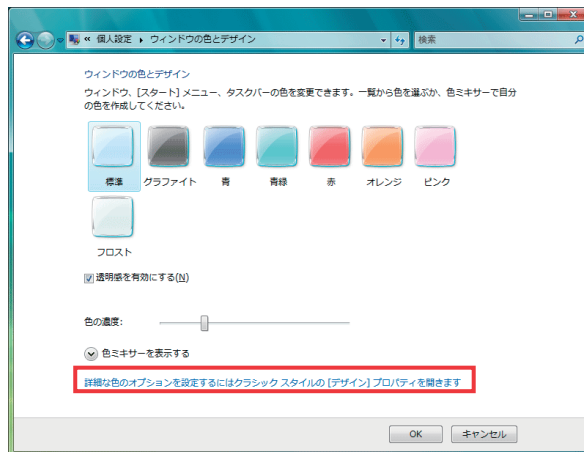 « 個人設定 ▸ ウィンドウの色とデザイン
検索
ウィンドウの色とデザイン
ウィンドウ、[スタート] メニュー、タスクバーの色を変更できます。一覧から色を選ぶか、色ミキサーで自分
の色を作成してください。
標準 グラファイト 青 青緑 赤 オレンジ ピンク
フロスト
透明感を有効にする(N)
色の濃度:
色ミキサーを表示する
詳細な色のオプションを設定するにはクラシック スタイルの [デザイン] プロパティを開きます
OK キャンセル